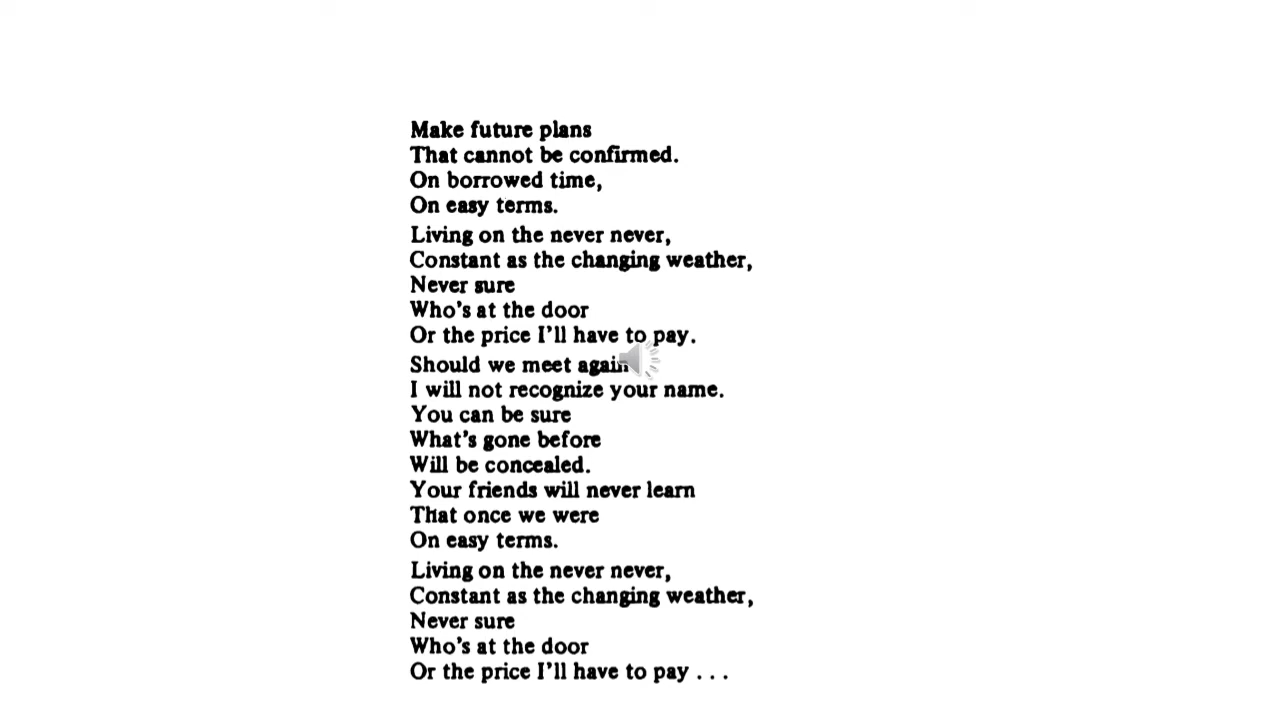 Make future plans
That cannot be confirmed.
On borrowed time,
On easy terms.
Living on the never never,
Constant as the changing weather,
Never sure
Who's at the door
Or the price I'll have to pay.
Should we meet again
I will not recognize your name.
You can be sure
What's gone before
Will be concealed.
Your friends will never learn
That once we were
On easy terms.
Living on the never never,
Constant as the changing weather,
Never sure
Who's at the door
Or the price I'll have to pay . . .